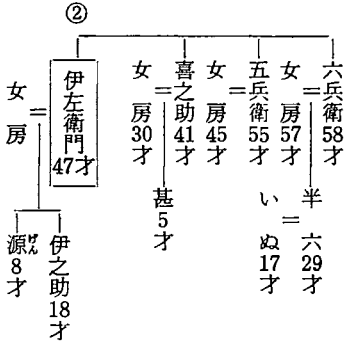 ②
六兵衛58才
女房57才
半六29才
いぬ17才
五兵衛55才
女房45才
喜之助41才
女房30才
甚5才
伊左衛門47才
女房
伊之助18才
源8才
げん